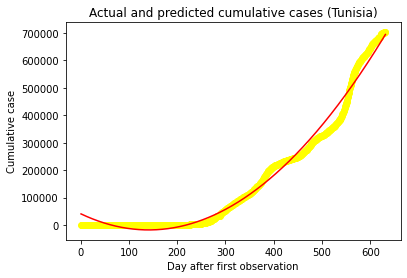 Actual and predicted cumulative cases (Tunisia)
Cumulative case
700000
600000
500000
400000
300000
200000
100000
0
0 100 200 300 400 500 600
Day after first observation